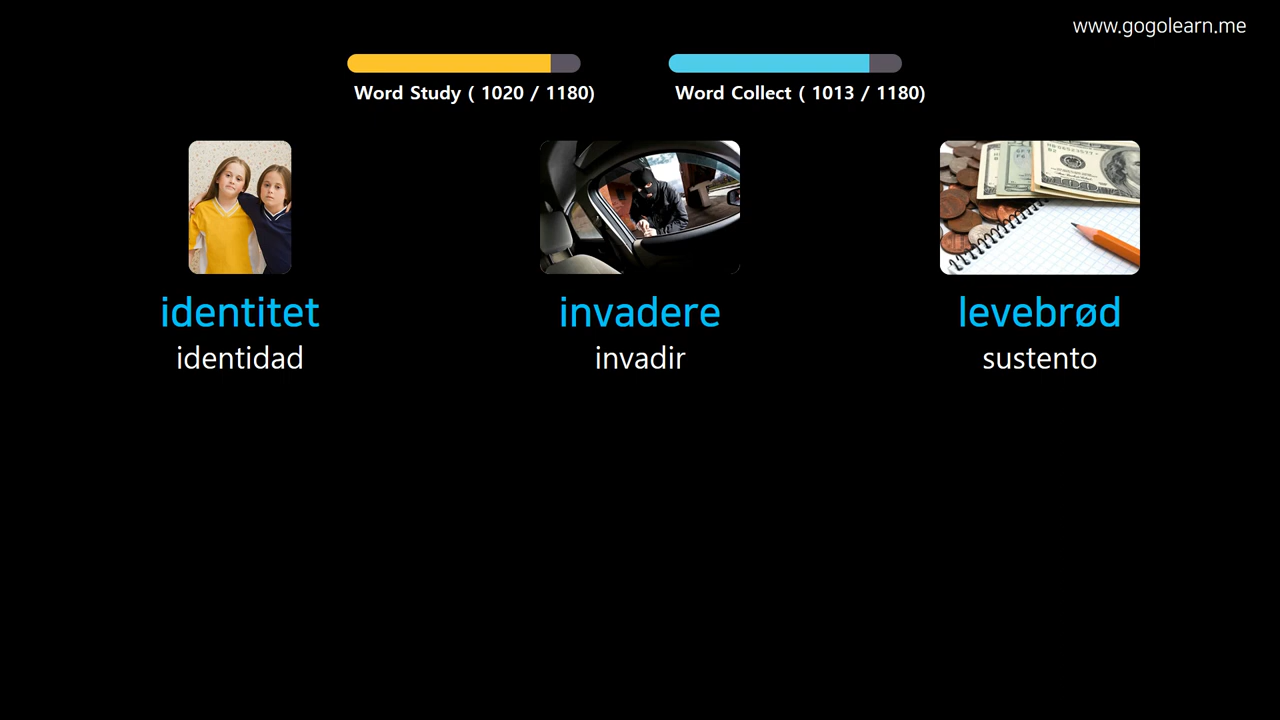 www.gogolearn.me
Word Study ( 1020 / 1180)
Word Collect ( 1013 / 1180)
identitet
identidad
invadere
invadir
levebrød
sustento